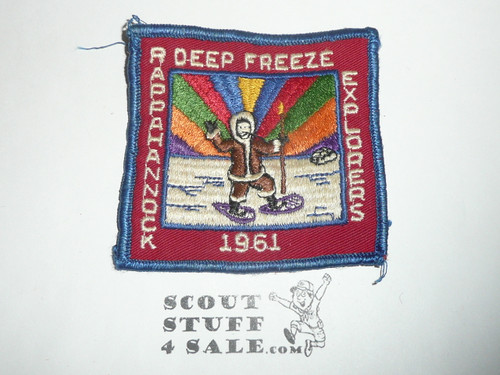 DEEP FREEZE
RAPPAHANNOCK
EXPLORERS
1961
SCOUT
STUFF
4 SALE.COM